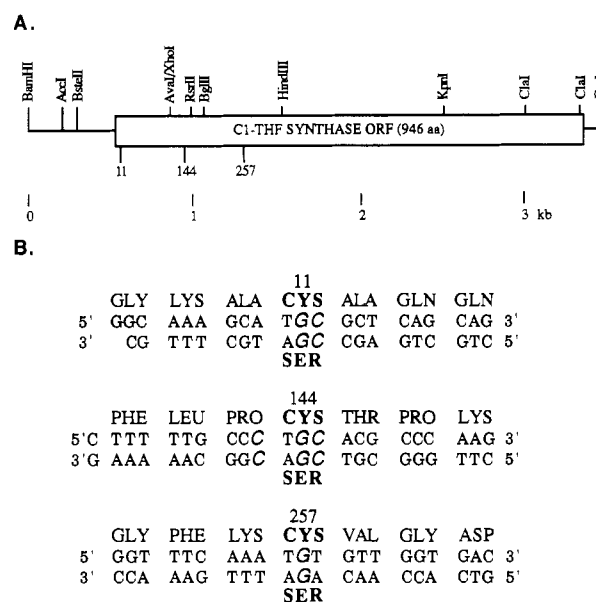 A.
BamHI AccI BsteII AvaI/XhoI RsrII BglII HindIII KpnI ClaI ClaI
C1-THF SYNTHASE ORF (946 aa)
11 144 257
0 1 2 3 kb
B.
11
GLY LYS ALA CYS ALA GLN GLN
5' GGC AAA GCA TGC GCT CAG CAG 3'
3' CG TTT CGT AGC CGA GTC GTC 5'
SER
144
PHE LEU PRO CYS THR PRO LYS
5'C TTT TTG CCC TGC ACG CCC AAG 3'
3'G AAA AAC GGC AGC TGC GGG TTC 5'
SER
257
GLY PHE LYS CYS VAL GLY ASP
5' GGT TTC AAA TGT GTT GGT GAC 3'
3' CCA AAG TTT AGA CAA CCA CTG 5'
SER